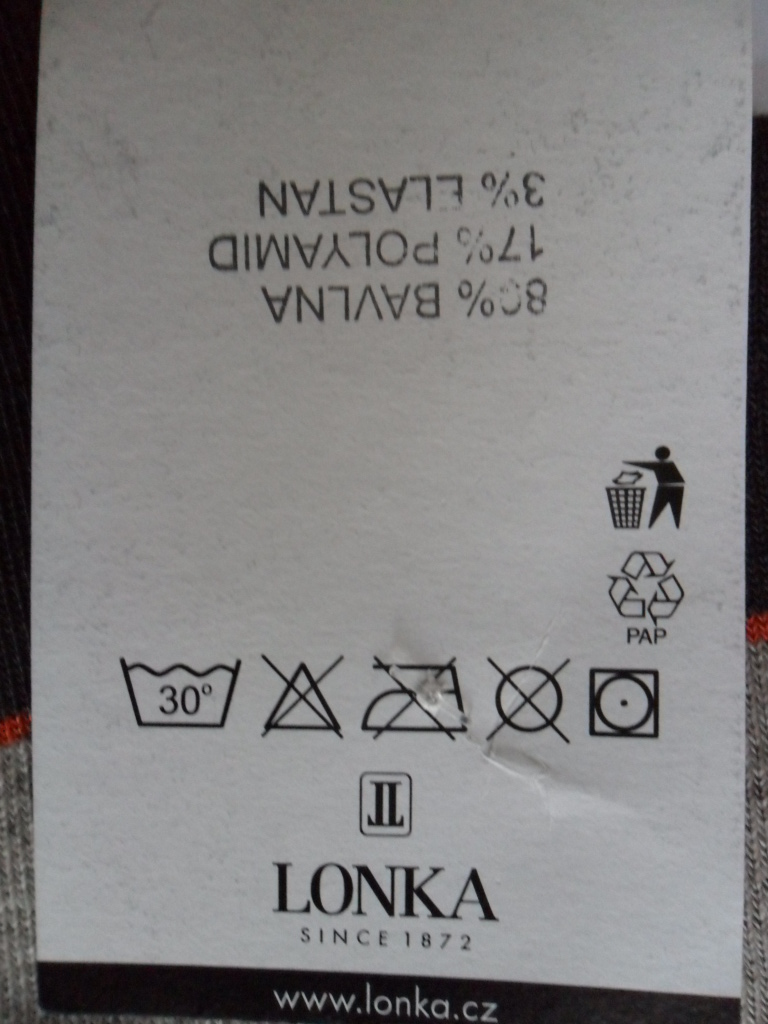 80% BAVLNA
17% POLYAMID
3% ELASTAN
PAP
30°
LONKA
SINCE 1872
www.lonka.cz